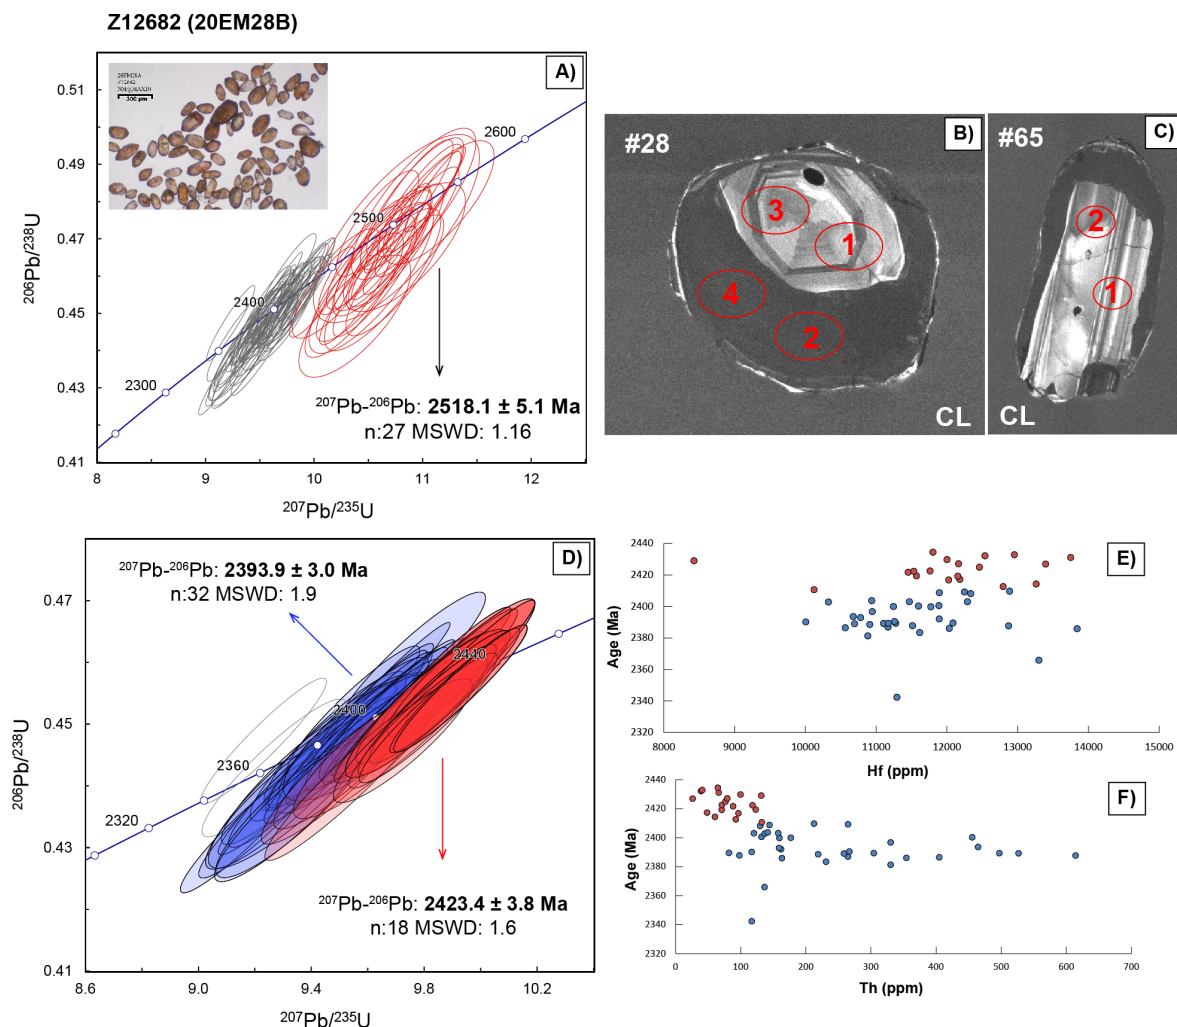 Z12682 (20EM28B)
A)
20EM28A
300 µm
0.51
0.49
0.47
0.45
0.43
0.41
206Pb/238U
2600
2500
2400
2300
207Pb-206Pb: 2518.1 ± 5.1 Ma
n:27 MSWD: 1.16
8 9 10 11 12
207Pb/235U
#28
B)
3
1
4
2
CL
#65
C)
2
1
CL
D)
207Pb-206Pb: 2393.9 ± 3.0 Ma
n:32 MSWD: 1.9
0.47
0.45
0.43
0.41
206Pb/238U
2440
2400
2360
2320
207Pb-206Pb: 2423.4 ± 3.8 Ma
n:18 MSWD: 1.6
8.6 9.0 9.4 9.8 10.2
207Pb/235U
E)
2440
2420
2400
2380
2360
2340
2320
Age (Ma)
8000 9000 10000 11000 12000 13000 14000 15000
Hf (ppm)
F)
2440
2420
2400
2380
2360
2340
2320
Age (Ma)
0 100 200 300 400 500 600 700
Th (ppm)